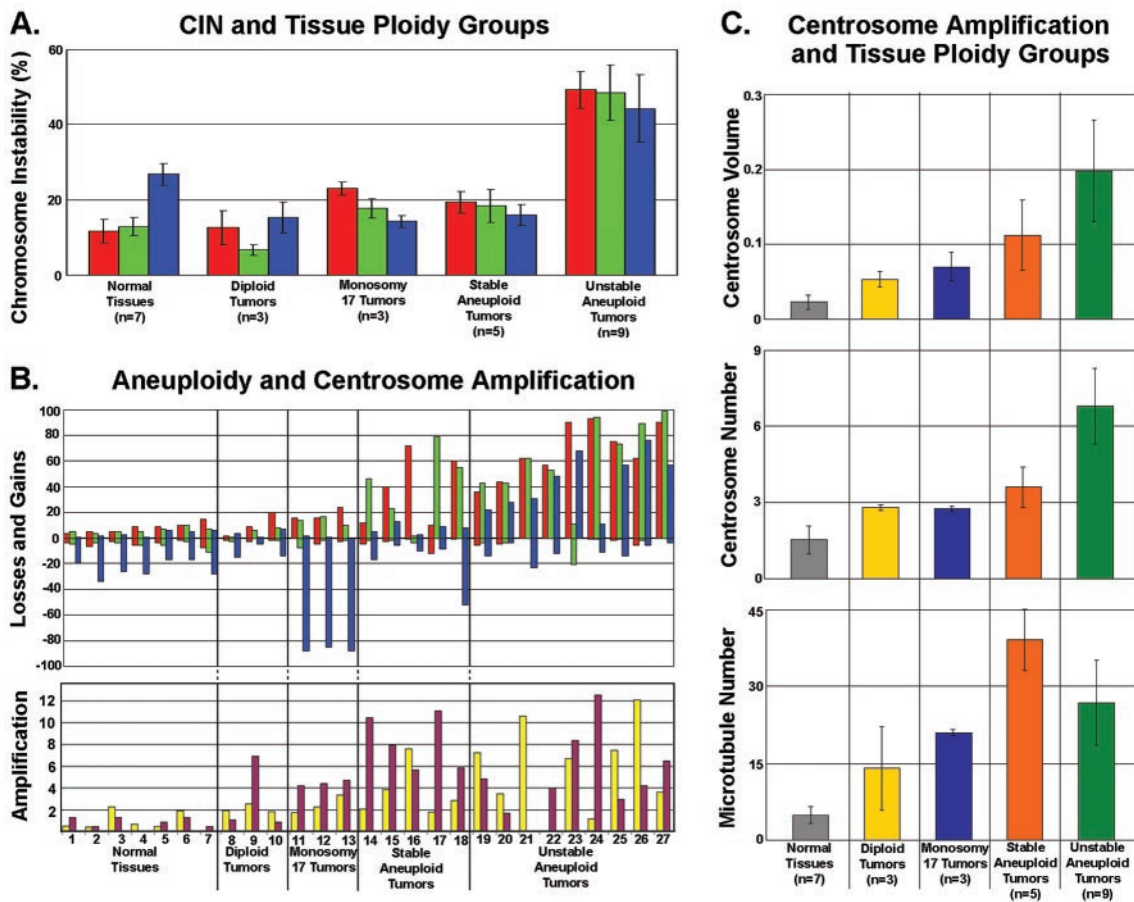 A. CIN and Tissue Ploidy Groups
Chromosome Instability (%)
60
40
20
0
Normal
Tissues
(n=7)
Diploid
Tumors
(n=3)
Monosomy
17 Tumors
(n=3)
Stable
Aneuploid
Tumors
(n=5)
Unstable
Aneuploid
Tumors
(n=9)
B. Aneuploidy and Centrosome Amplification
Losses and Gains
100
80
60
40
20
0
-20
-40
-60
-80
-100
Amplification
12
10
8
6
4
2
1 2 3 4 5 6 7 8 9 10 11 12 13 14 15 16 17 18 19 20 21 22 23 24 25 26 27
Normal
Tissues
Diploid
Tumors
Monosomy
17 Tumors
Stable
Aneuploid
Tumors
Unstable
Aneuploid
Tumors
C. Centrosome Amplification
and Tissue Ploidy Groups
Centrosome Volume
0.3
0.2
0.1
0
Centrosome Number
9
6
3
0
Microtubule Number
45
33
15
0
Normal
Tissues
(n=7)
Diploid
Tumors
(n=3)
Monosomy
17 Tumors
(n=3)
Stable
Aneuploid
Tumors
(n=5)
Unstable
Aneuploid
Tumors
(n=9)